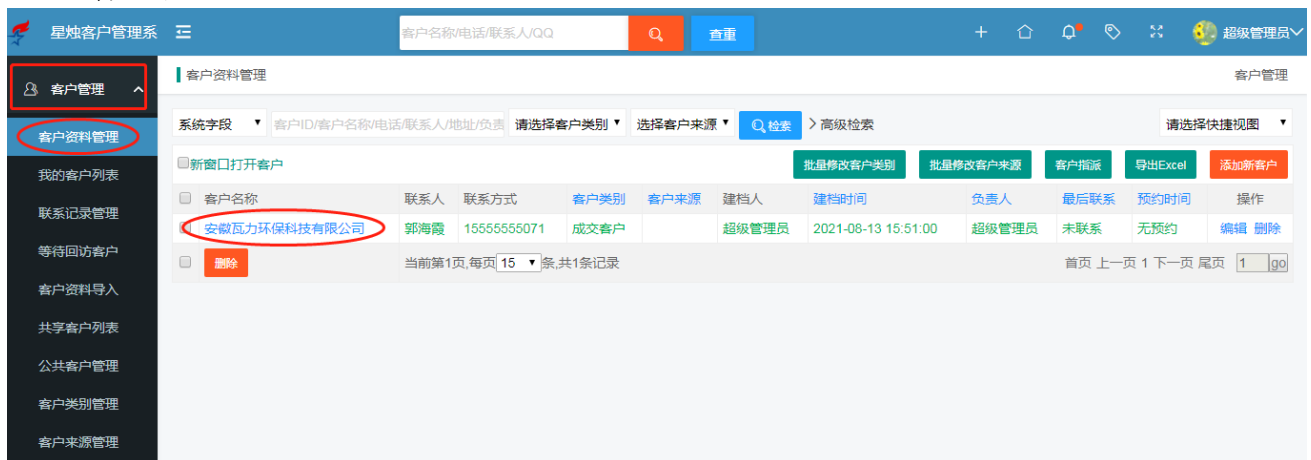 星烛客户管理系
客户名称/电话/联系人/QQ
查重
超级管理员
客户管理
客户资料管理
客户管理
客户资料管理
我的客户列表
联系记录管理
等待回访客户
客户资料导入
共享客户列表
公共客户管理
客户类别管理
客户来源管理
系统字段 客户ID/客户名称/电话/联系人/地址/负责 请选择客户类别 选择客户来源 检索 高级检索 请选择快捷视图
新窗口打开客户 批量修改客户类别 批量修改客户来源 客户指派 导出Excel 添加新客户
客户名称 联系人 联系方式 客户类别 客户来源 建档人 建档时间 负责人 最后联系 预约时间 操作
安徽瓦力环保科技有限公司 郭海霞 15555555071 成交客户 超级管理员 2021-08-13 15:51:00 超级管理员 未联系 无预约 编辑 删除
删除 当前第1页,每页 15 条,共1条记录 首页 上一页 1 下一页 尾页 1 go